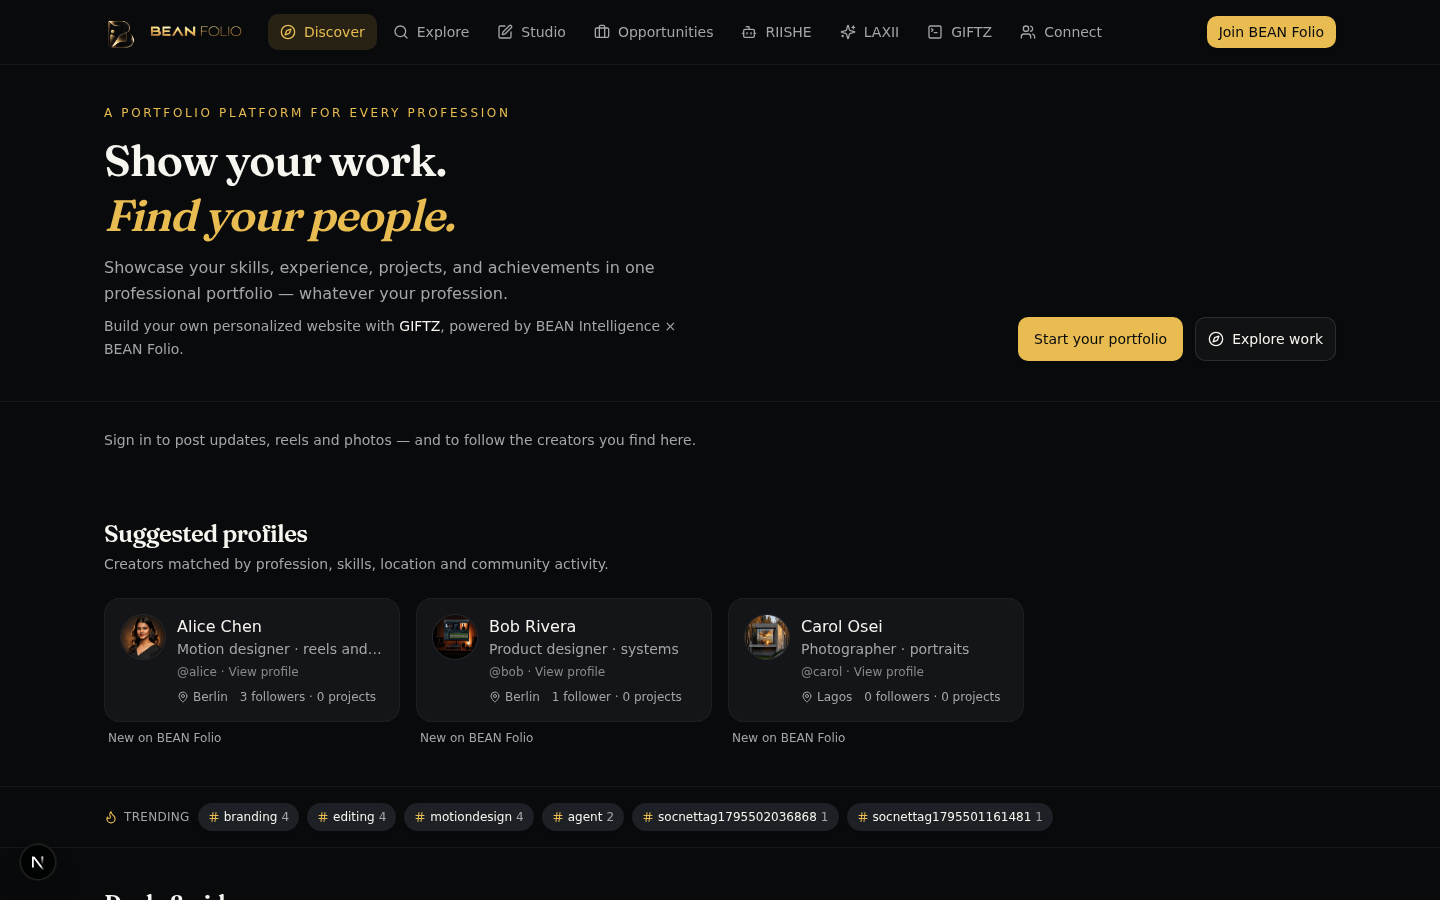 BEAN FOLIO
Discover
Explore
Studio
Opportunities
RIISHE
LAXII
GIFTZ
Connect
Join BEAN Folio
A PORTFOLIO PLATFORM FOR EVERY PROFESSION
Show your work.
Find your people.
Showcase your skills, experience, projects, and achievements in one
professional portfolio — whatever your profession.
Build your own personalized website with GIFTZ, powered by BEAN Intelligence ×
BEAN Folio.
Start your portfolio
Explore work
Sign in to post updates, reels and photos — and to follow the creators you find here.
Suggested profiles
Creators matched by profession, skills, location and community activity.
Alice Chen
Motion designer · reels and...
@alice · View profile
Berlin 3 followers · 0 projects
New on BEAN Folio
Bob Rivera
Product designer · systems
@bob · View profile
Berlin 1 follower · 0 projects
New on BEAN Folio
Carol Osei
Photographer · portraits
@carol · View profile
Lagos 0 followers · 0 projects
New on BEAN Folio
TRENDING
# branding 4
# editing 4
# motiondesign 4
# agent 2
# socnettag1795502036868 1
# socnettag1795501161481 1
N